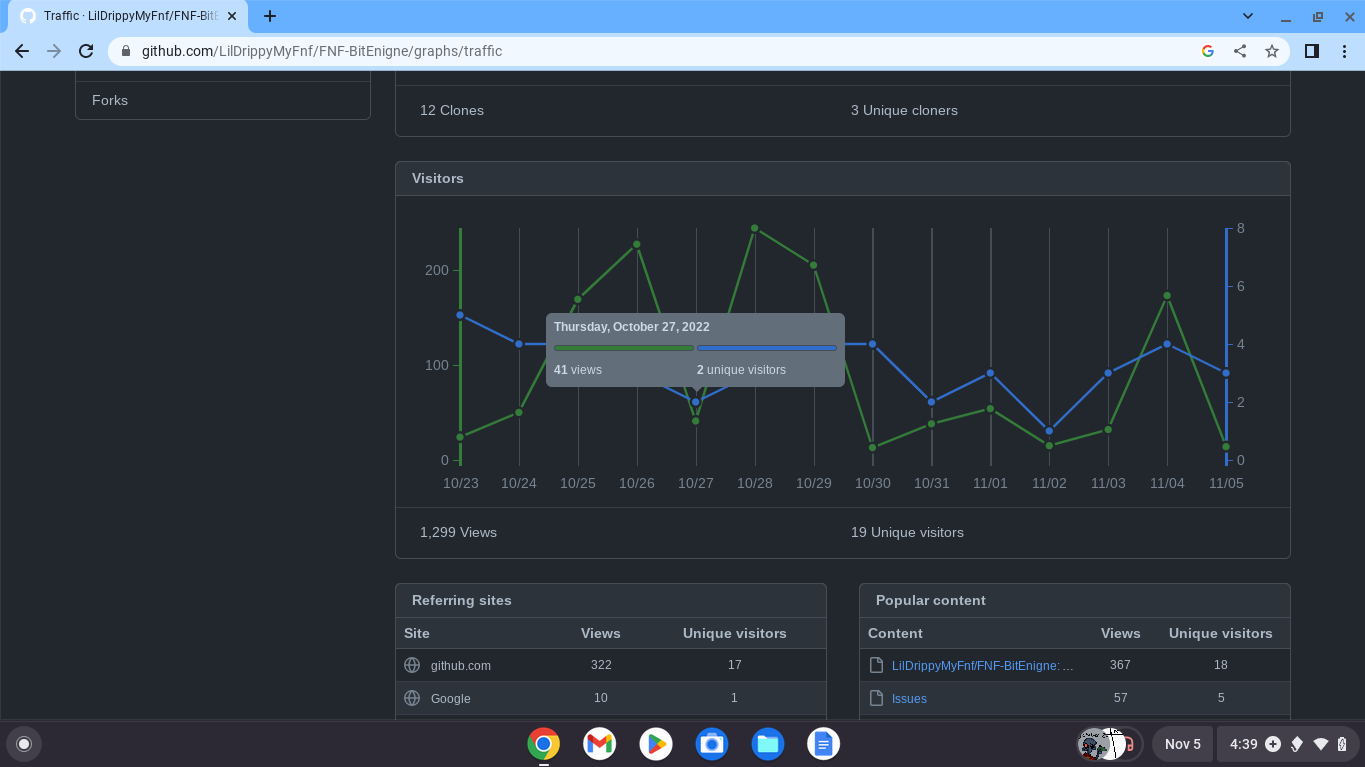 Traffic · LilDrippyMyFnf/FNF-BitE
github.com/LilDrippyMyFnf/FNF-BitEnigne/graphs/traffic
Forks
12 Clones
3 Unique cloners
Visitors
200
100
0
8
6
4
2
0
Thursday, October 27, 2022
41 views
2 unique visitors
10/23 10/24 10/25 10/26 10/27 10/28 10/29 10/30 10/31 11/01 11/02 11/03 11/04 11/05
1,299 Views
19 Unique visitors
Referring sites
Site Views Unique visitors
github.com 322 17
Google 10 1
Popular content
Content Views Unique visitors
LilDrippyMyFnf/FNF-BitEnigne: ... 367 18
Issues 57 5
Nov 5
4:39